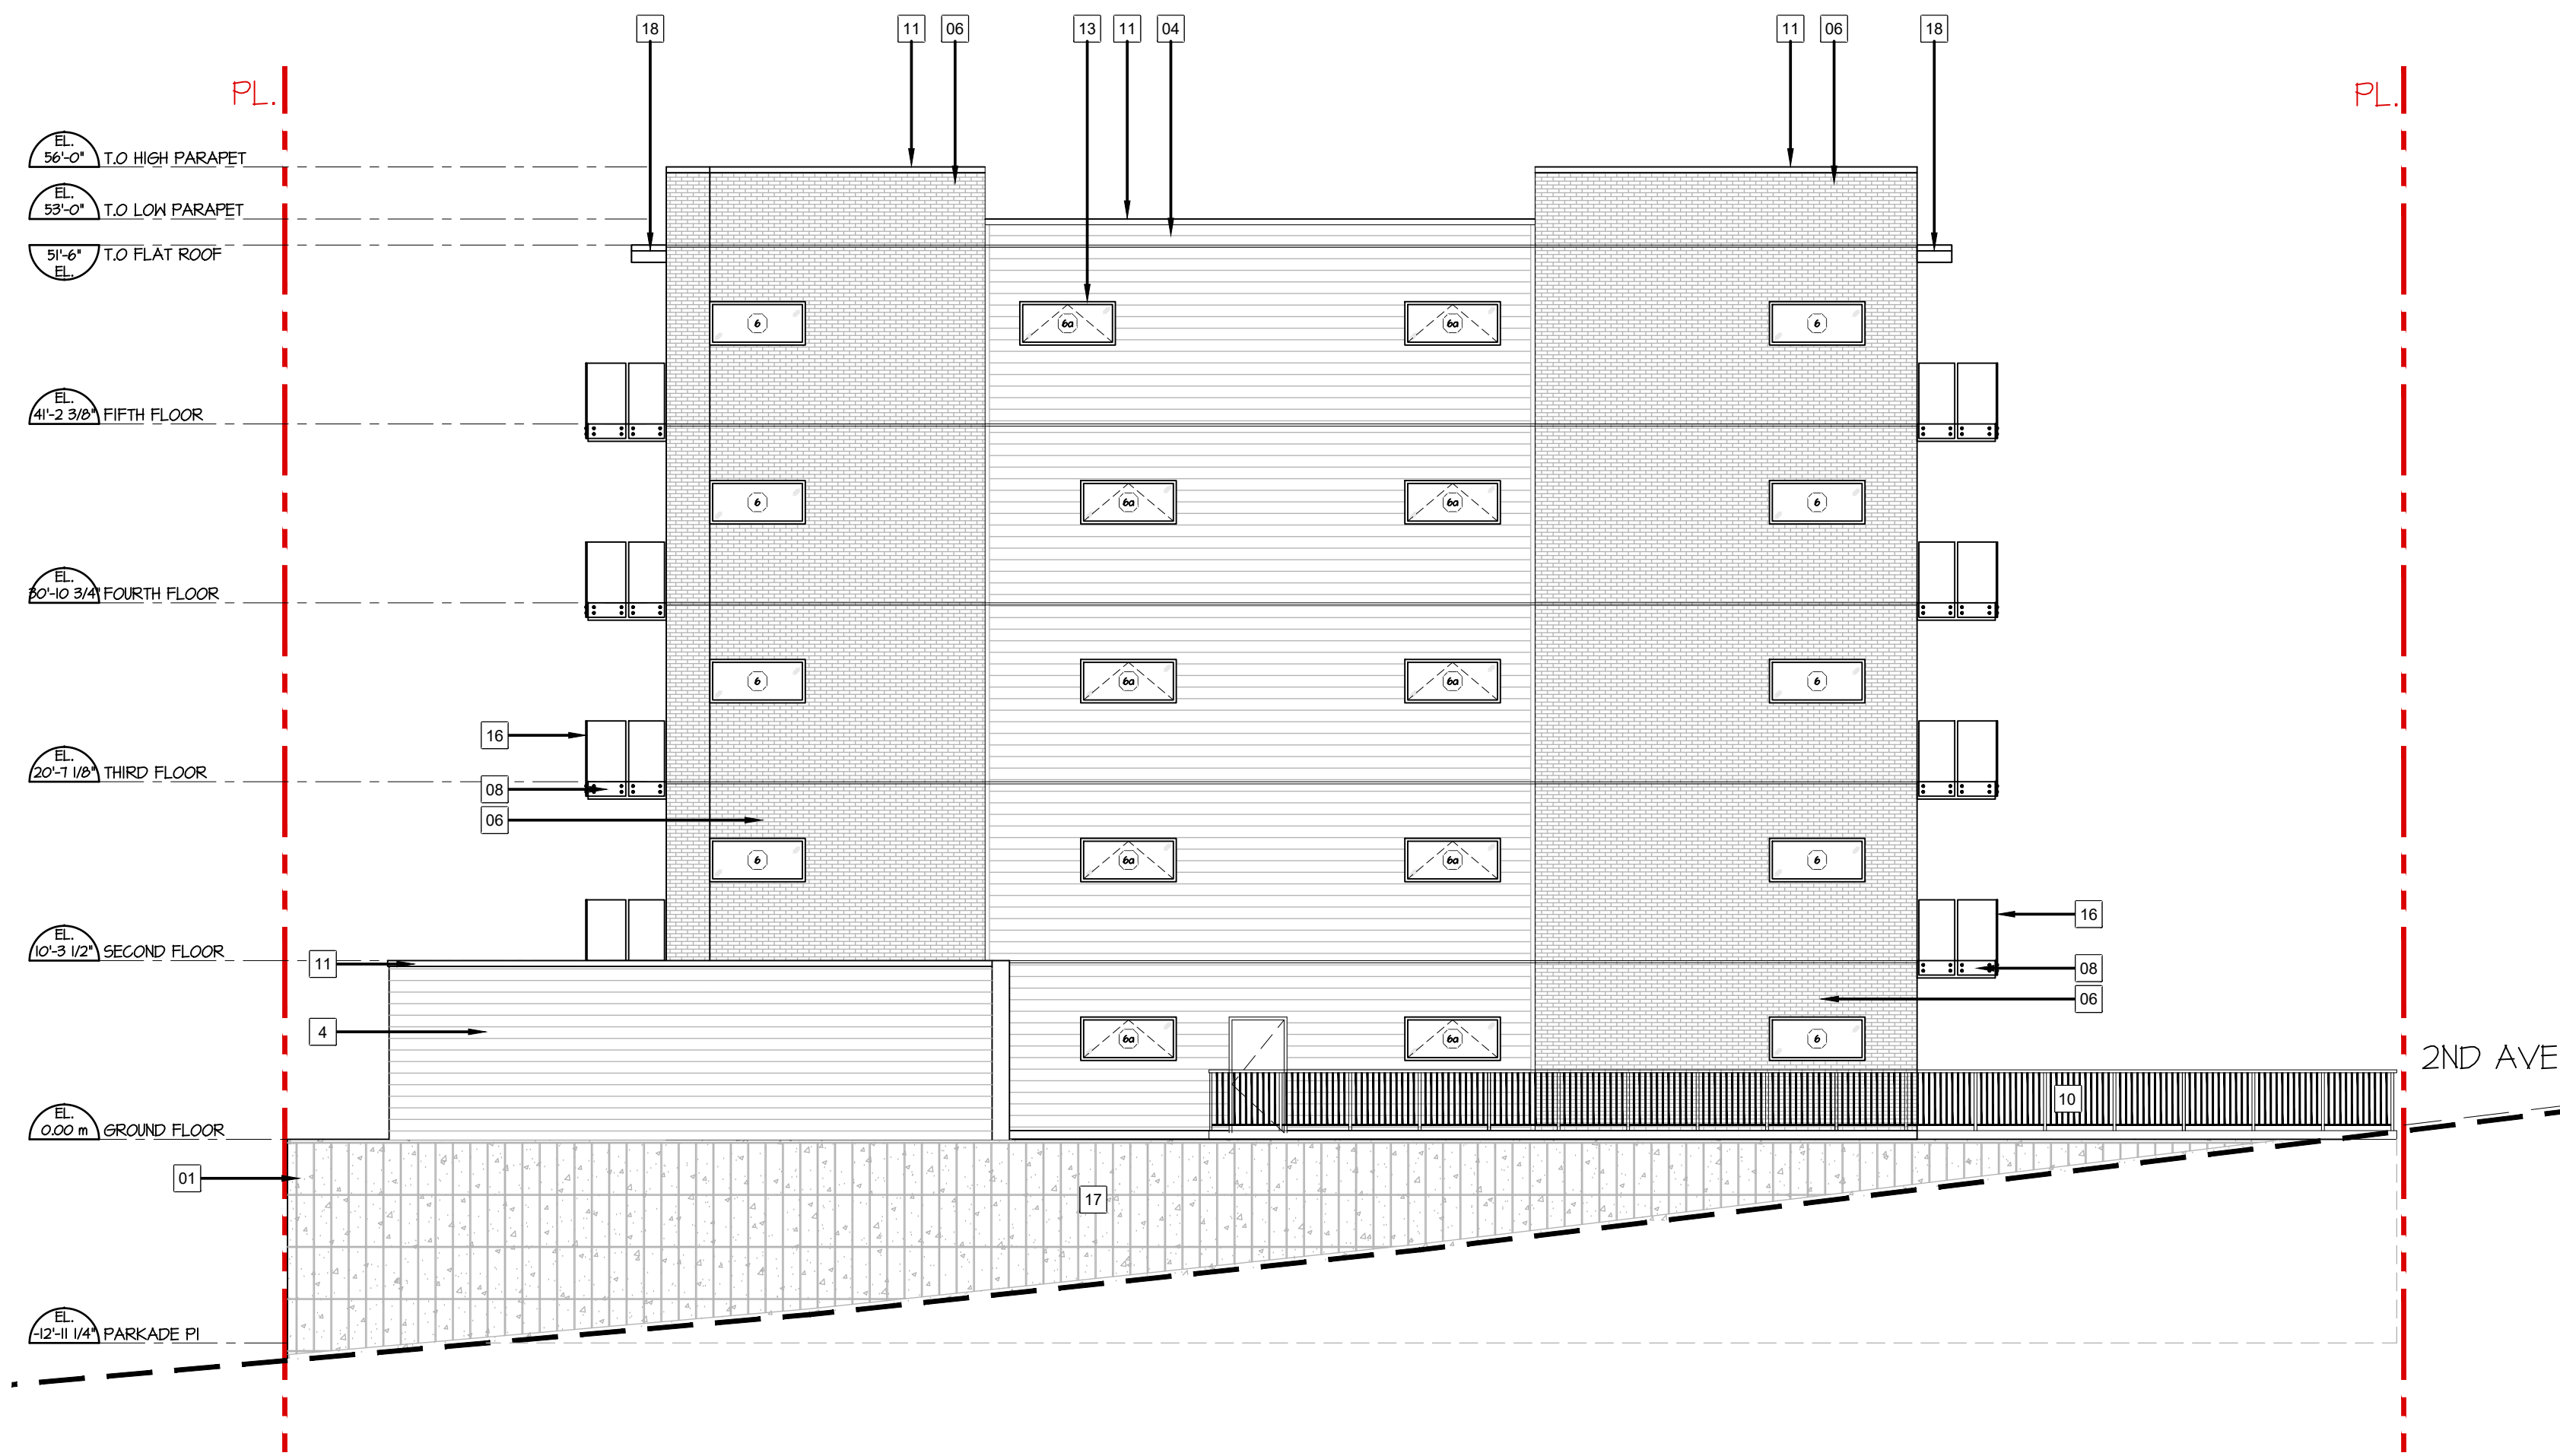 18
11
06
13
11
04
11
06
18
PL.
PL.
EL.
56'-0" T.O HIGH PARAPET
EL.
53'-0" T.O LOW PARAPET
51'-6" T.O FLAT ROOF
EL.
6
6a
6a
6
EL.
41'-2 3/8" FIFTH FLOOR
6
6a
6a
6
EL.
30'-10 3/4" FOURTH FLOOR
6
6a
6a
6
16
EL.
20'-7 1/8" THIRD FLOOR
08
06
6
6a
6a
6
16
EL.
10'-3 1/2" SECOND FLOOR
11
08
06
4
6a
6a
6
2ND AVE
10
EL.
0.00 m GROUND FLOOR
01
17
EL.
-12'-11 1/4" PARKADE P1